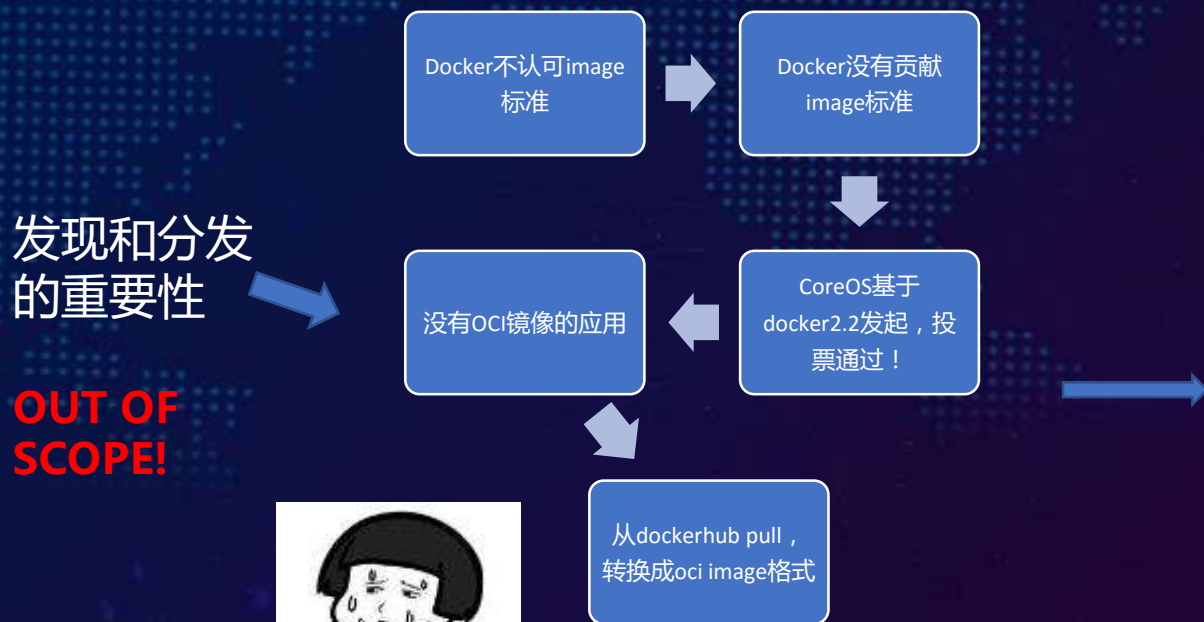 Docker不认可image
标准
Docker没有贡献
image标准
发现和分发
的重要性
没有OCI镜像的应用
CoreOS基于
docker2.2发起，投
票通过！
OUT OF
SCOPE!
从dockerhub pull，
转换成oci image格式